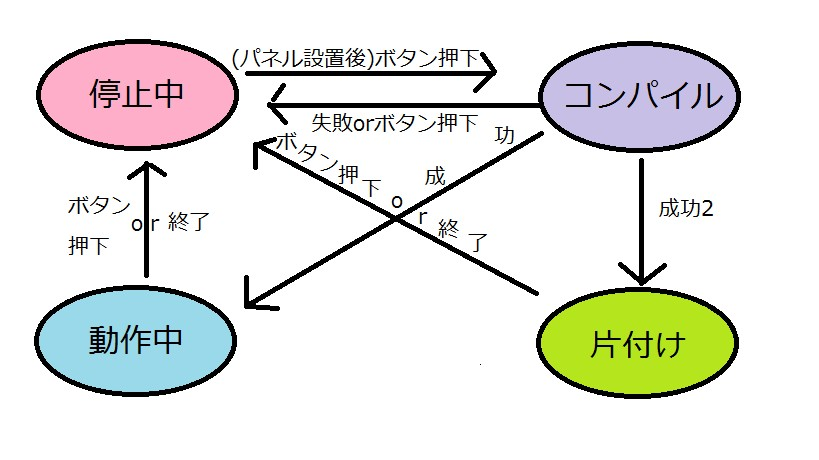 (パネル設置後)ボタン押下
停止中
コンパイル
失敗orボタン押下
成功
ボタン押下or終了
ボタン
押下
or終了
成功2
動作中
片付け